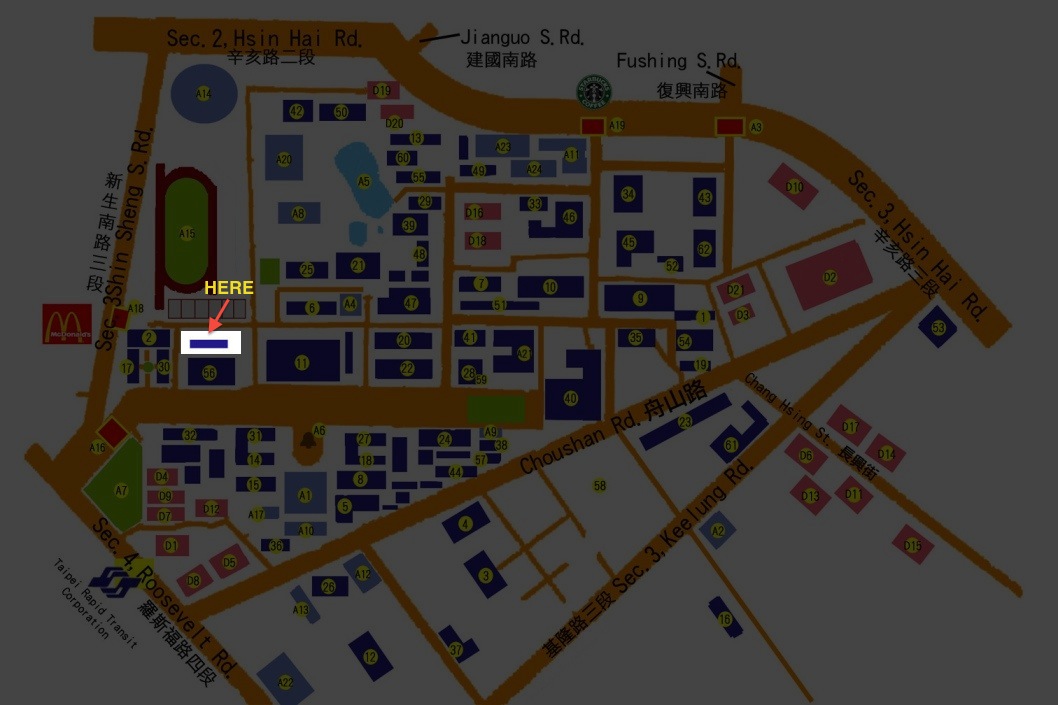 Sec. 2, Hsin Hai Rd.
辛亥路二段
Jianguo S.Rd.
建國南路
Fushing S.Rd.
復興南路
STARBUCKS COFFEE
A19
A3
Sec. 3, Hsin Hai Rd.
辛亥路三段
Sec. 3Shin Sheng S. Rd.
新生南路三段
A14
D19
42
50
D20
13
A20
60
55
A5
A23
A11
49
A24
34
43
D10
A15
A8
29
39
48
D16
D18
33
46
45
62
52
25
21
7
10
D2
D21
D3
HERE
A18
McDonald's
6
A4
47
51
9
1
2
17
30
56
11
20
22
41
28
59
35
54
19
53
40
Choushan Rd. 舟山路
Chang Hsing St. 長興街
23
61
A6
A16
32
31
14
15
27
18
8
5
24
A9
38
57
44
A7
D4
D9
D7
D12
A17
A1
A10
36
D1
D5
D8
58
4
3
D17
D14
D6
D13
D11
D15
A2
16
Sec. 4, Roosevelt Rd.
羅斯福路四段
Taipei Rapid Transit
Corporation
26
A12
A13
A22
12
37
基隆路三段 Sec. 3, Keelung Rd.